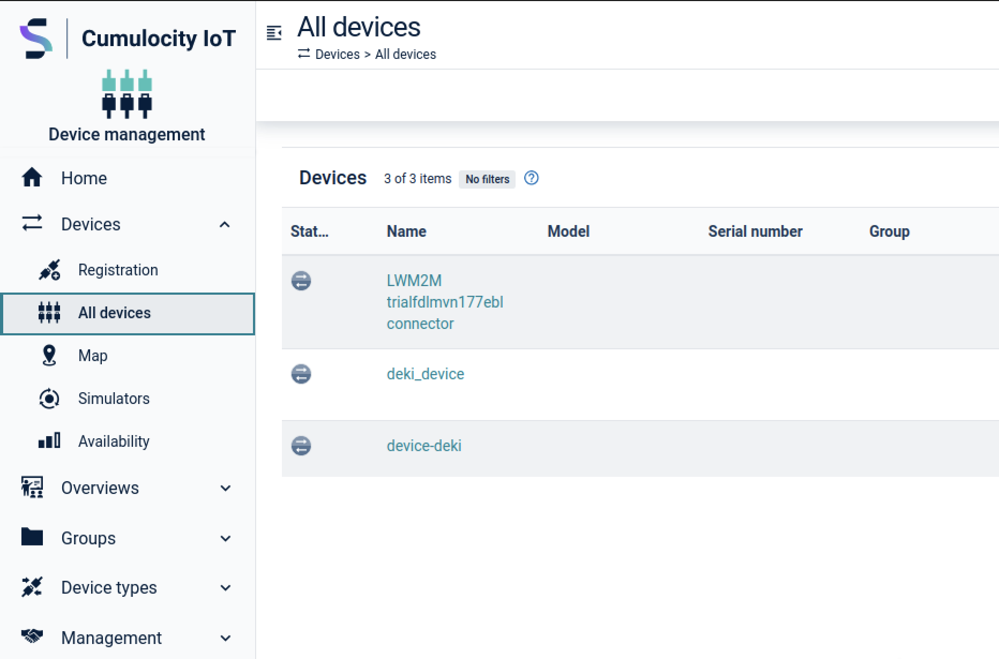 Cumulocity IoT
Device management
Home
Devices
Registration
All devices
Map
Simulators
Availability
Overviews
Groups
Device types
Management
All devices
Devices > All devices
Devices 3 of 3 items No filters ?
Stat... Name Model Serial number Group
LWM2M
trialfdlmvn177ebl
connector
deki_device
device-deki